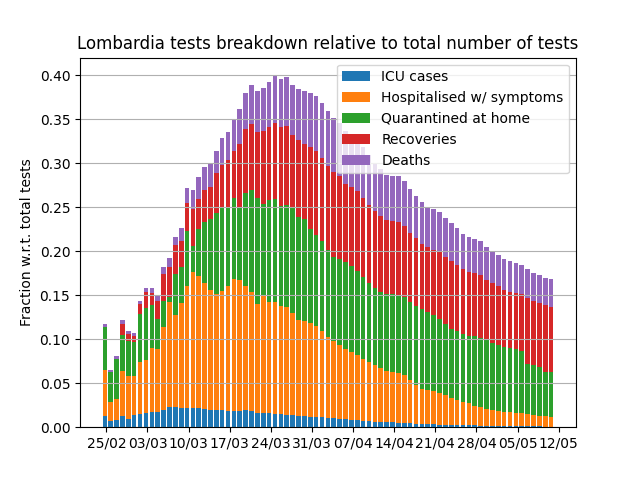 Lombardia tests breakdown relative to total number of tests
Fraction w.r.t. total tests
0.40
0.35
0.30
0.25
0.20
0.15
0.10
0.05
0.00
ICU cases
Hospitalised w/ symptoms
Quarantined at home
Recoveries
Deaths
25/02 03/03 10/03 17/03 24/03 31/03 07/04 14/04 21/04 28/04 05/05 12/05